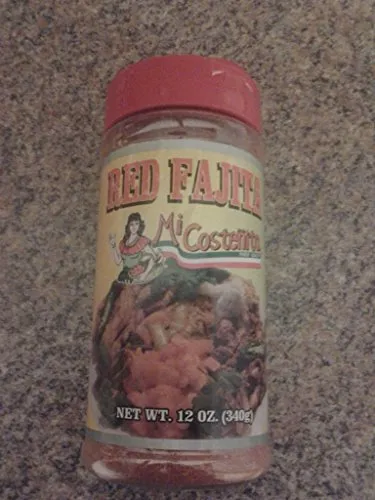 RED FAJITA
Mi Costeñita
NET WT. 12 OZ. (340g)